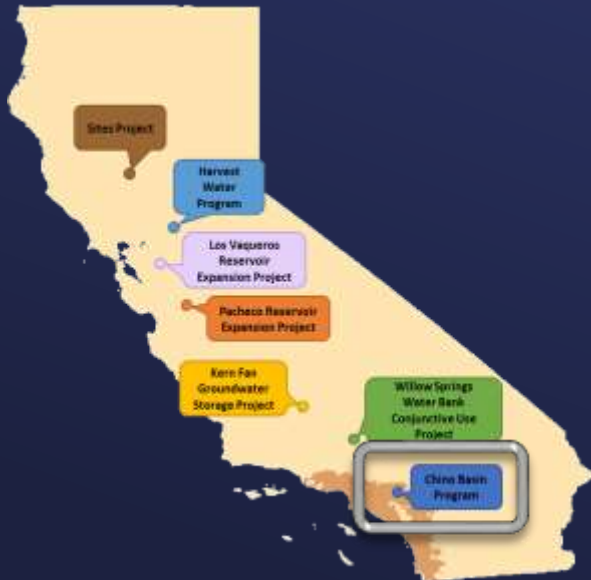 Sites Project
Harvest
Water
Program
Los Vaqueros
Reservoir
Expansion Project
Pacheco Reservoir
Expansion Project
Kern Fan
Groundwater
Storage Project
Willow Springs
Water Bank
Conjunctive Use
Project
Chino Basin
Program